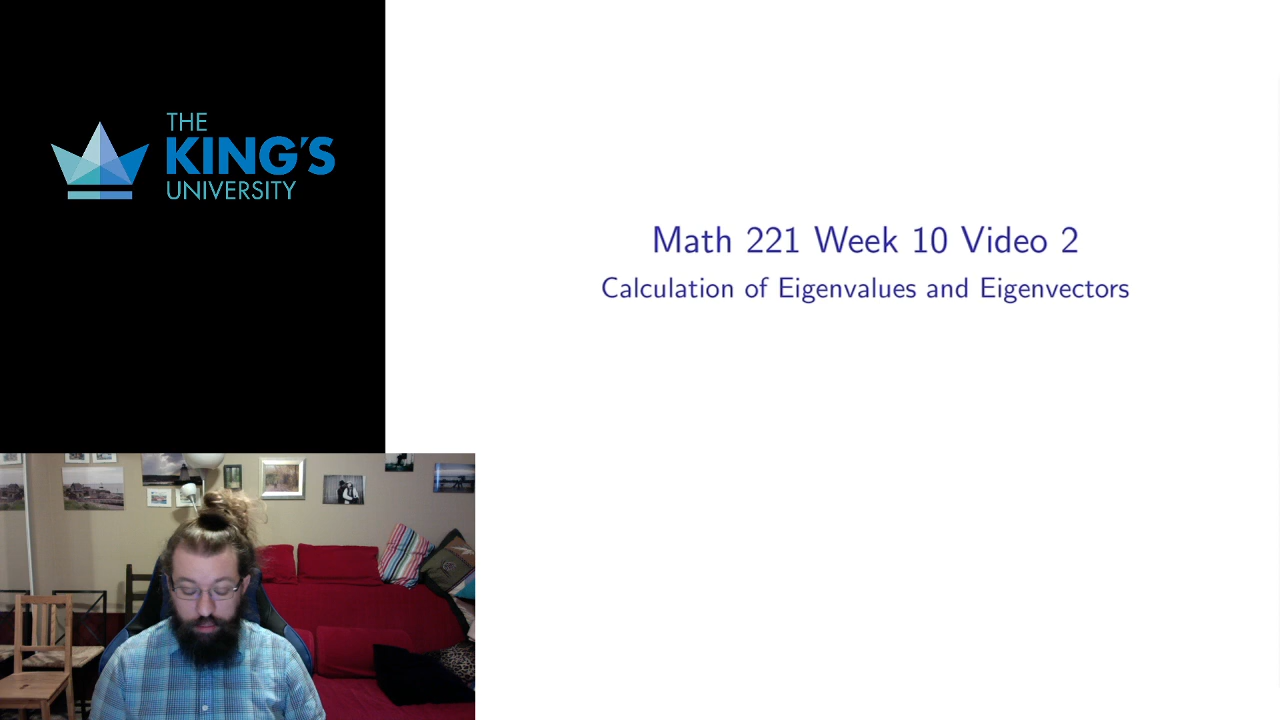 THE
KING'S
UNIVERSITY
Math 221 Week 10 Video 2
Calculation of Eigenvalues and Eigenvectors